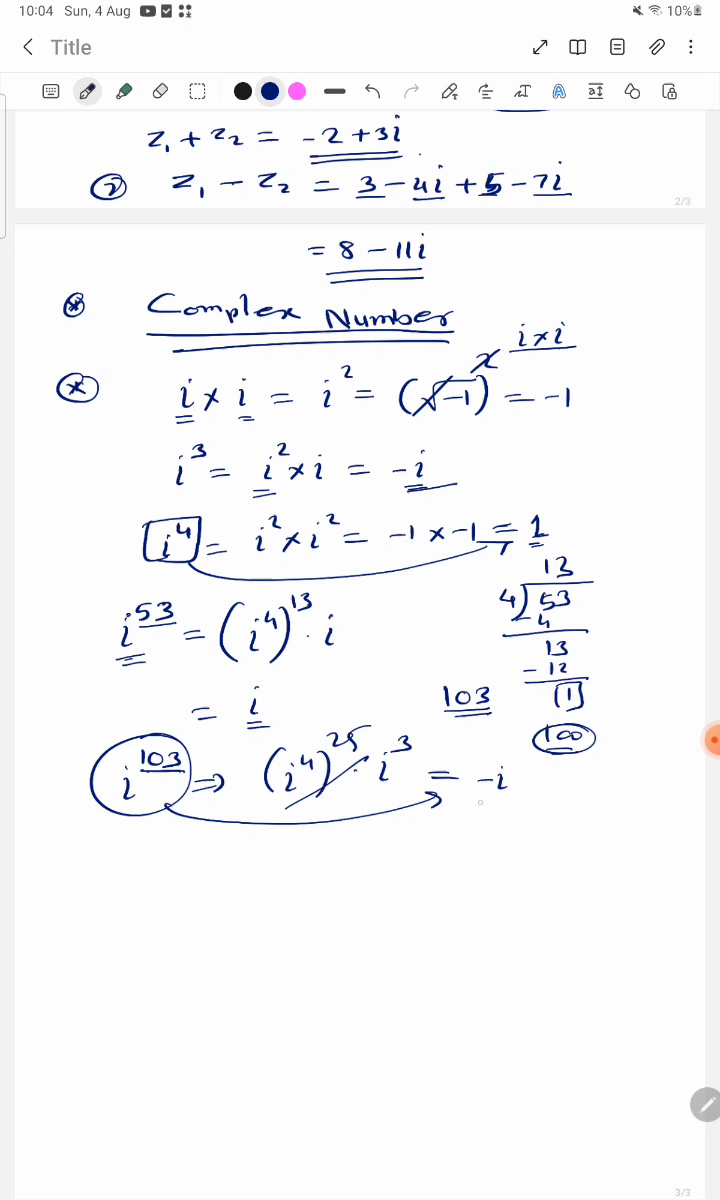 10:04 Sun, 4 Aug 10%
Title
z₁ + z₂ = -2 + 3i
② z₁ - z₂ = 3 - 4i + 5 - 7i
2/3
= 8 - 11i
Complex Number
i × i
i × i = i² = (√-1)² = -1
i³ = i² × i = -i
i⁴ = i² × i² = -1 × -1 = 1
13
i⁵³ = (i⁴)¹³ · i 4)53
4
13
- 12
= i 103 1
100
i¹⁰³ ⇒ (i⁴)²⁵ · i³ = -i
3/3